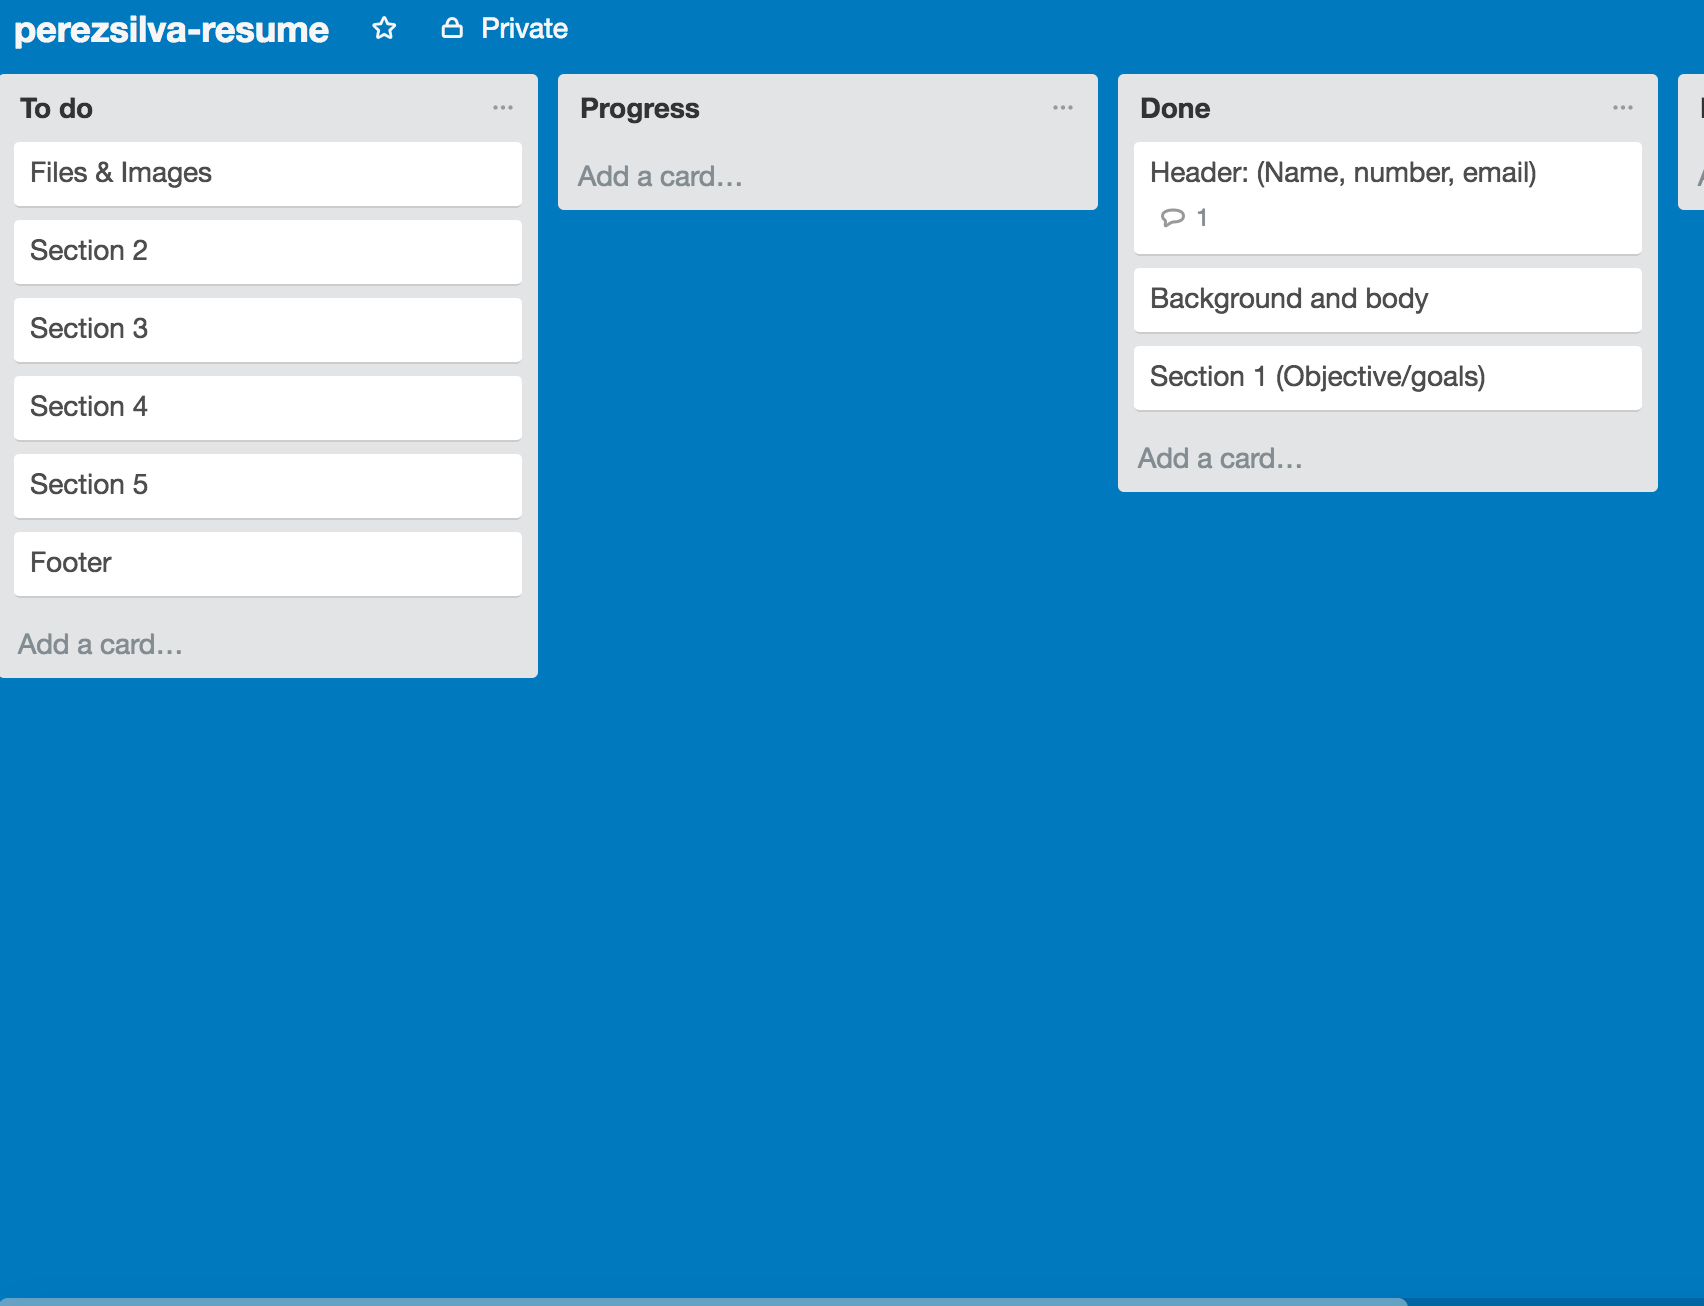 perezsilva-resume Private
To do
Files & Images
Section 2
Section 3
Section 4
Section 5
Footer
Add a card…
Progress
Add a card…
Done
Header: (Name, number, email)
1
Background and body
Section 1 (Objective/goals)
Add a card…